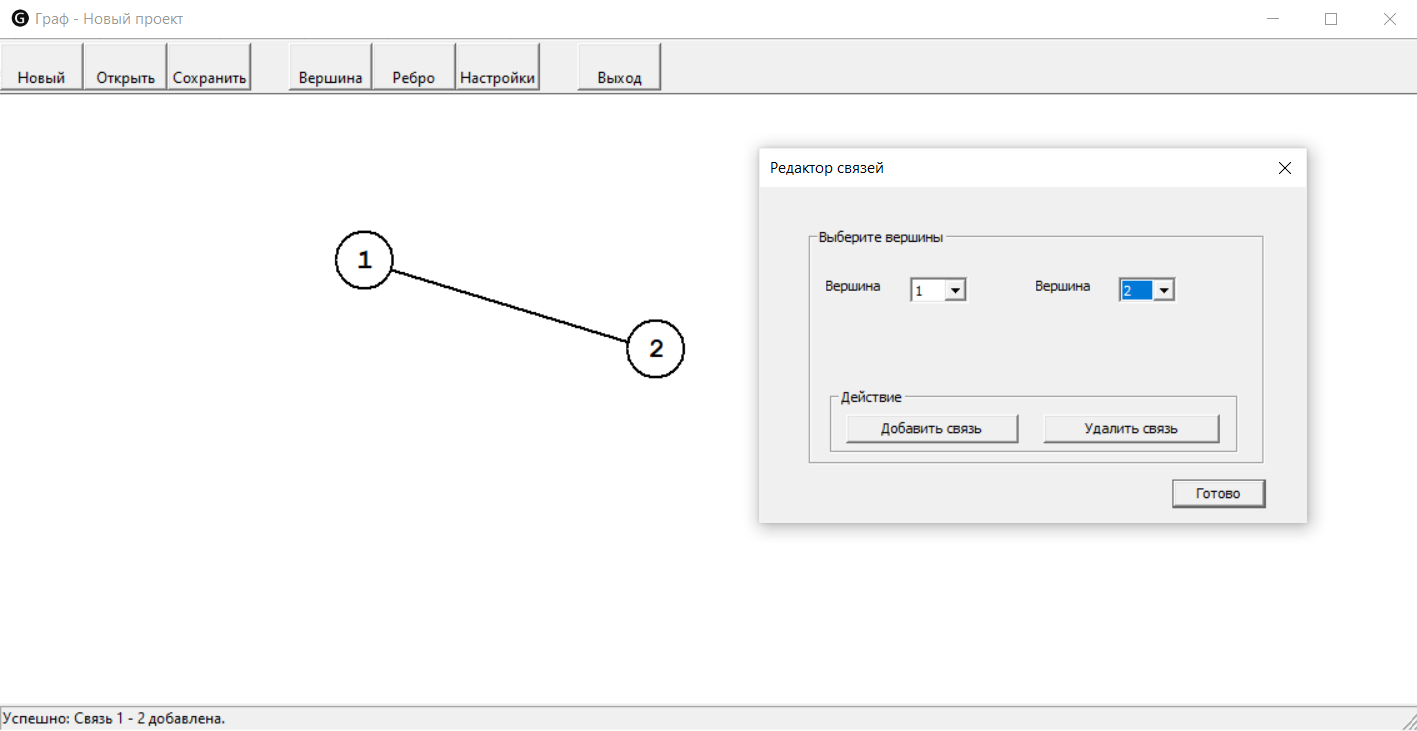 G Граф - Новый проект
Новый Открыть Сохранить Вершина Ребро Настройки Выход
Редактор связей
Выберите вершины
Вершина 1 Вершина 2
1
2
Действие
Добавить связь Удалить связь
Готово
Успешно: Связь 1 - 2 добавлена.